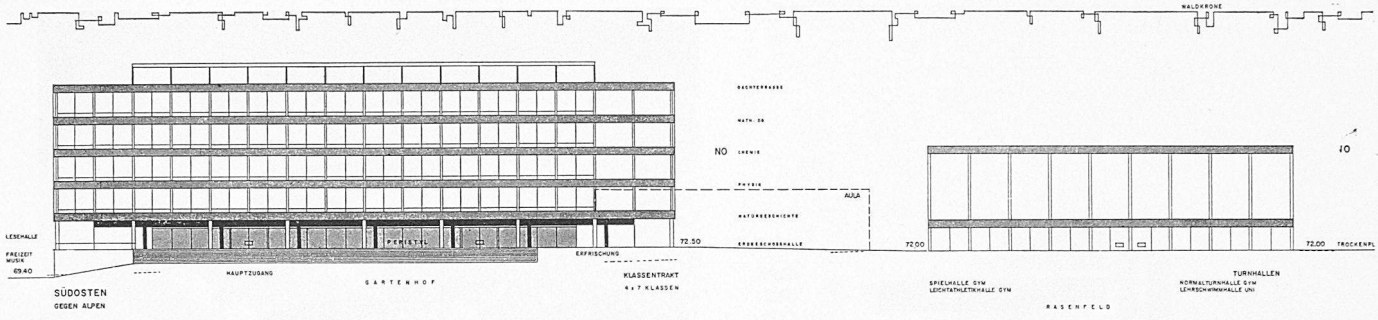 WALDKRONE
DACHTERRASSE
MATH. DG
NO
CHEMIE
PHYSIK
AULA
NATURGESCHICHTE
LESEHALLE
PERISTYL
72.50
ERDGESCHOSSHALLE
72,00
72,00
TROCKENPL
FREIZEIT
MUSIK
ERFRISCHUNG
69.40
HAUPTZUGANG
KLASSENTRAKT
TURNHALLEN
GARTENHOF
4 x 7 KLASSEN
SPIELHALLE GYM
NORMALTURNHALLE GYM
LEICHTATHLETIKHALLE GYM
LEHRSCHWIMMHALLE UNI
SÜDOSTEN
GEGEN ALPEN
RASENFELD